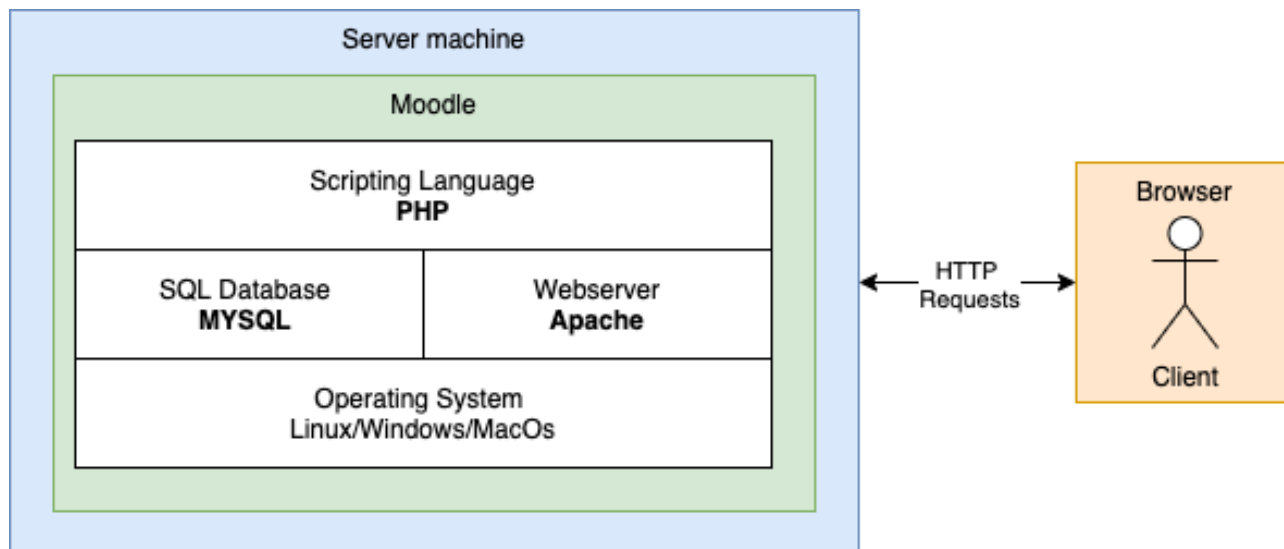 Server machine
Moodle
Scripting Language
PHP
SQL Database
MYSQL
Webserver
Apache
Operating System
Linux/Windows/MacOs
HTTP
Requests
Browser
Client